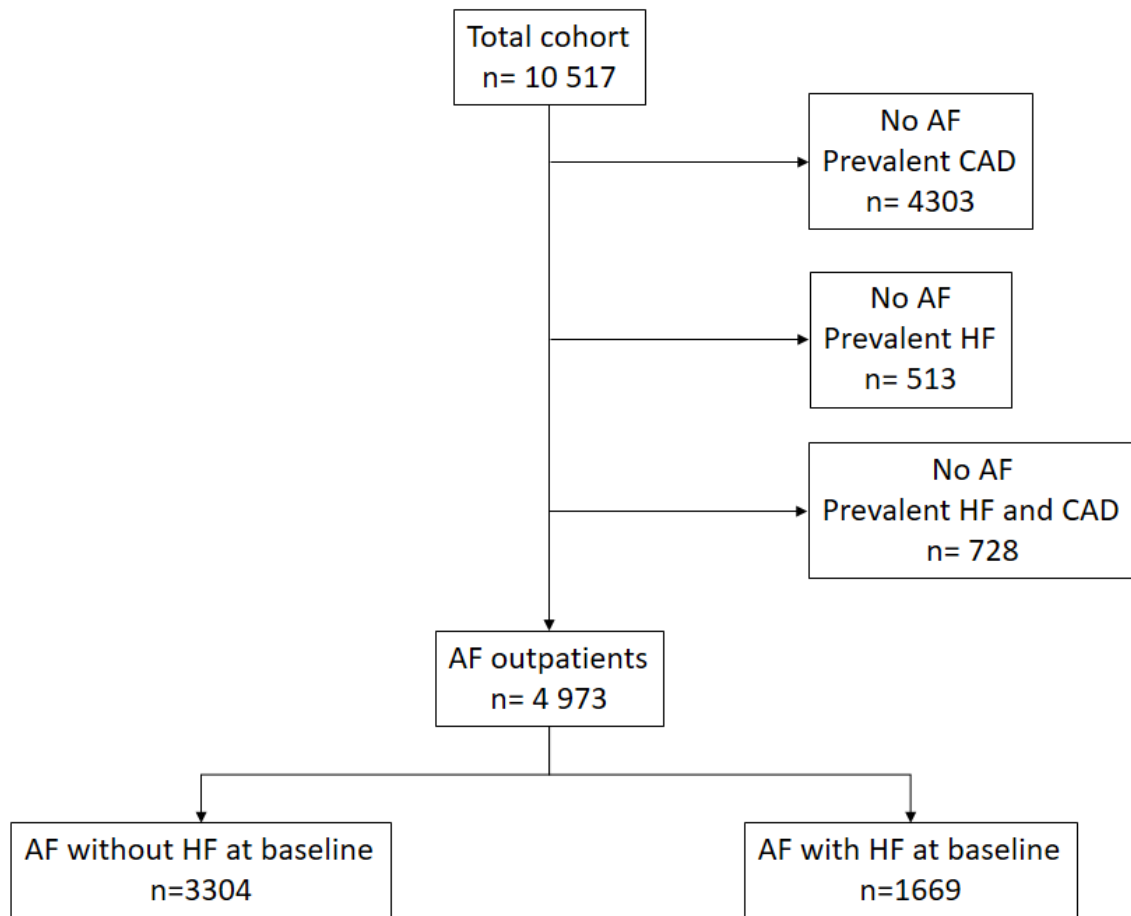 Total cohort
n= 10 517
No AF
Prevalent CAD
n= 4303
No AF
Prevalent HF
n= 513
No AF
Prevalent HF and CAD
n= 728
AF outpatients
n= 4 973
AF without HF at baseline
n=3304
AF with HF at baseline
n=1669